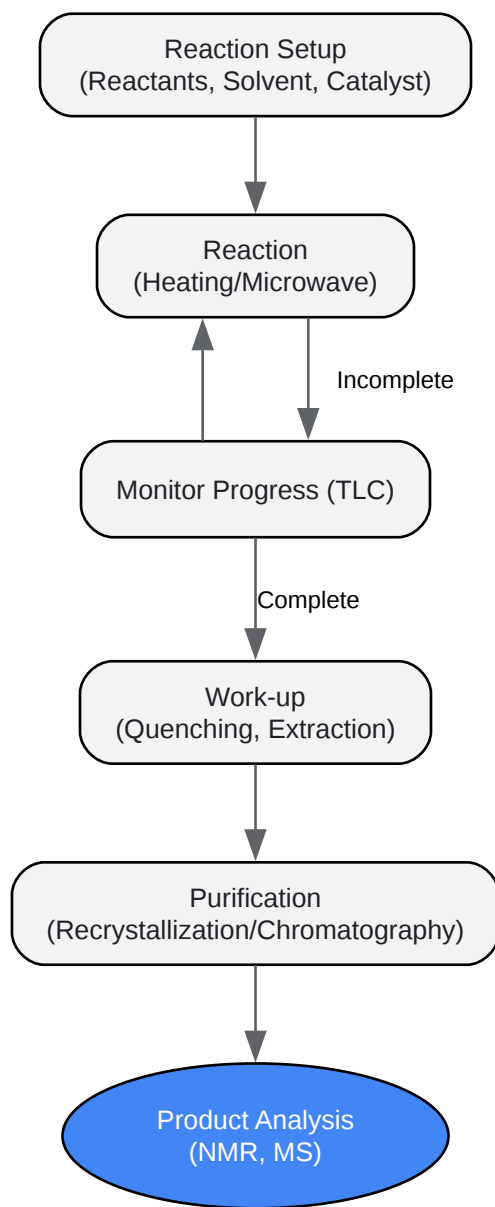 Reaction Setup
(Reactants, Solvent, Catalyst)
Reaction
(Heating/Microwave)
Incomplete
Monitor Progress (TLC)
Complete
Work-up
(Quenching, Extraction)
Purification
(Recrystallization/Chromatography)
Product Analysis
(NMR, MS)